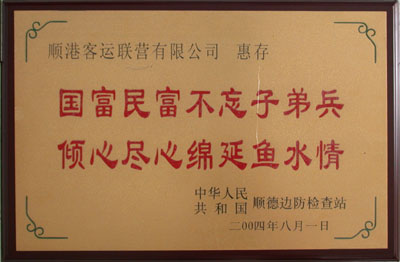 顺港客运联营有限公司 惠存
国富民富不忘子弟兵
倾心尽心绵延鱼水情
中华人民
共和国 顺德边防检查站
二00四年八月一日